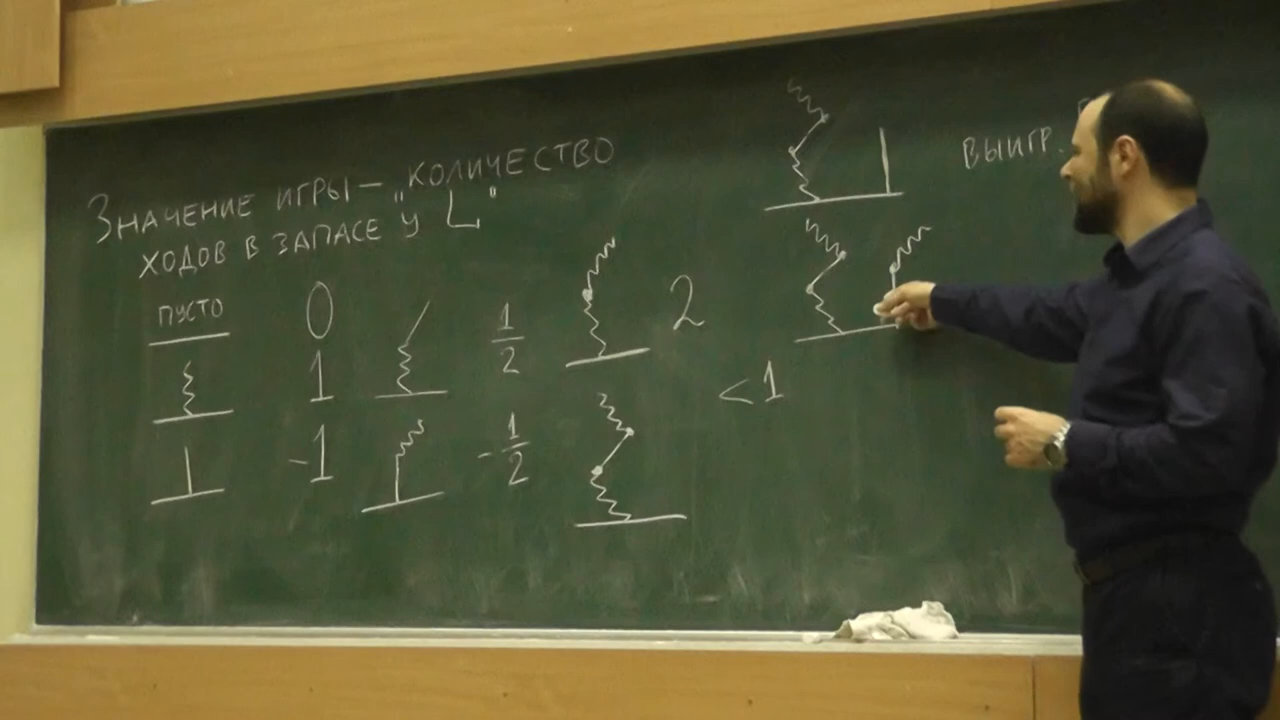 Значение игры – „количество
ходов в запасе у L"
пусто
0
1
-1
1/2
-1/2
2
<1
выигр.